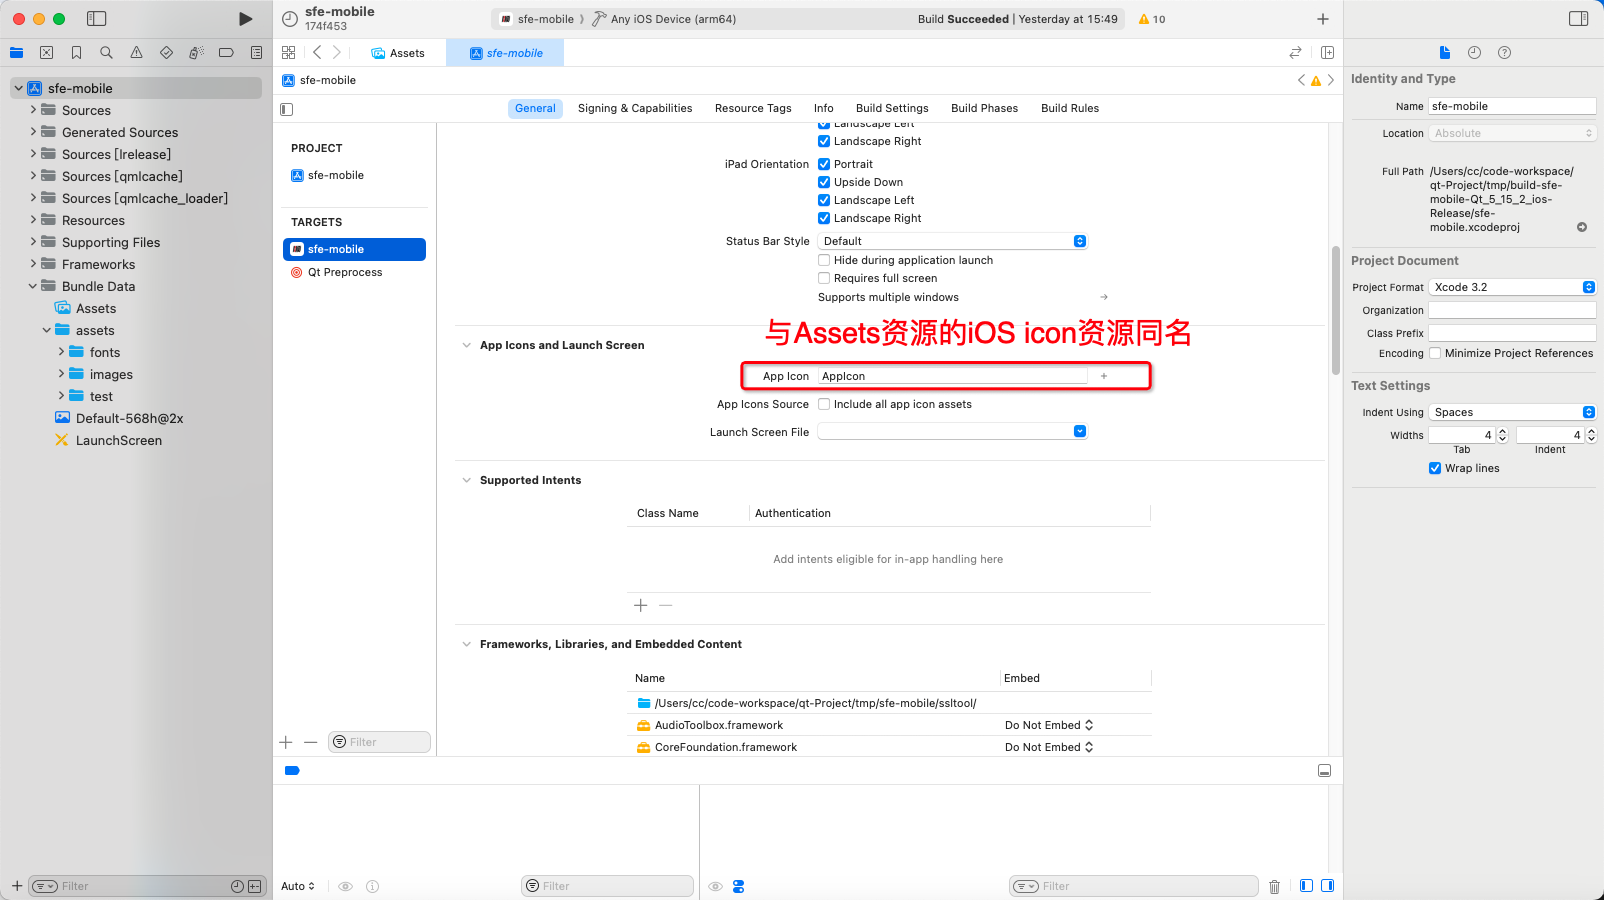 sfe-mobile
174f453
sfe-mobile
Any iOS Device (arm64)
Build Succeeded | Yesterday at 15:49
10
Assets
sfe-mobile
sfe-mobile
General
Signing & Capabilities
Resource Tags
Info
Build Settings
Build Phases
Build Rules
sfe-mobile
Sources
Generated Sources
Sources [lrelease]
Sources [qmlcache]
Sources [qmlcache_loader]
Resources
Supporting Files
Frameworks
Bundle Data
Assets
assets
fonts
images
test
Default-568h@2x
LaunchScreen
Filter
PROJECT
sfe-mobile
TARGETS
sfe-mobile
Qt Preprocess
Filter
Landscape Left
Landscape Right
iPad Orientation
Portrait
Upside Down
Landscape Left
Landscape Right
Status Bar Style
Default
Hide during application launch
Requires full screen
Supports multiple windows
与Assets资源的iOS icon资源同名
App Icons and Launch Screen
App Icon
AppIcon
App Icons Source
Include all app icon assets
Launch Screen File
Supported Intents
Class Name
Authentication
Add intents eligible for in-app handling here
Frameworks, Libraries, and Embedded Content
Name
Embed
/Users/cc/code-workspace/qt-Project/tmp/sfe-mobile/ssltool/
AudioToolbox.framework
Do Not Embed
CoreFoundation.framework
Do Not Embed
Auto
Filter
Filter
Identity and Type
Name
sfe-mobile
Location
Absolute
Full Path
/Users/cc/code-workspace/
qt-Project/tmp/build-sfe-
mobile-Qt_5_15_2_ios-
Release/sfe-
mobile.xcodeproj
Project Document
Project Format
Xcode 3.2
Organization
Class Prefix
Encoding
Minimize Project References
Text Settings
Indent Using
Spaces
Widths
4
4
Tab
Indent
Wrap lines